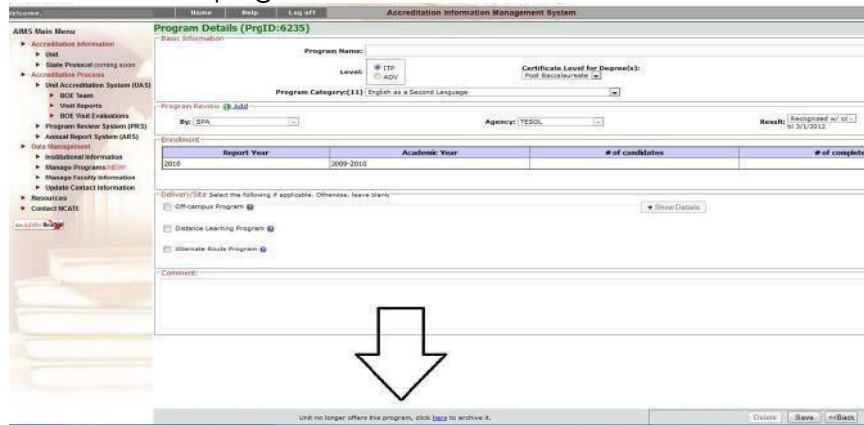 Welcome,
Home Help Log off Accreditation Information Management System
AIMS Main Menu
Accreditation Information
Unit
State Protocol coming soon
Accreditation Process
Unit Accreditation System (UAS)
BOE Team
Visit Reports
BOE Visit Evaluations
Program Review System (PRS)
Annual Report System (ARS)
Data Management
Institutional Information
Manage Programs NEW!
Manage Faculty Information
Update Contact Information
Resources
Contact NCATE
Program Details (PrgID:6235)
Basic Information
Program Name:
Level: ITP
ADV
Certificate Level for Degree(s):
Post Baccalaureate
Program Category:(11) English as a Second Language
Program Review Add
By: SPA Agency: TESOL Result: Recognized w/
til 3/1/2012
Enrollment
Report Year Academic Year # of candidates # of complete
2010 2009-2010
Delivery/Site Select the following if applicable. Otherwise, leave blank
Off-campus Program Show Details
Distance Learning Program
Alternate Route Program
Comment:
Unit no longer offers this program, click here to archive it.
Delete Save <<Back